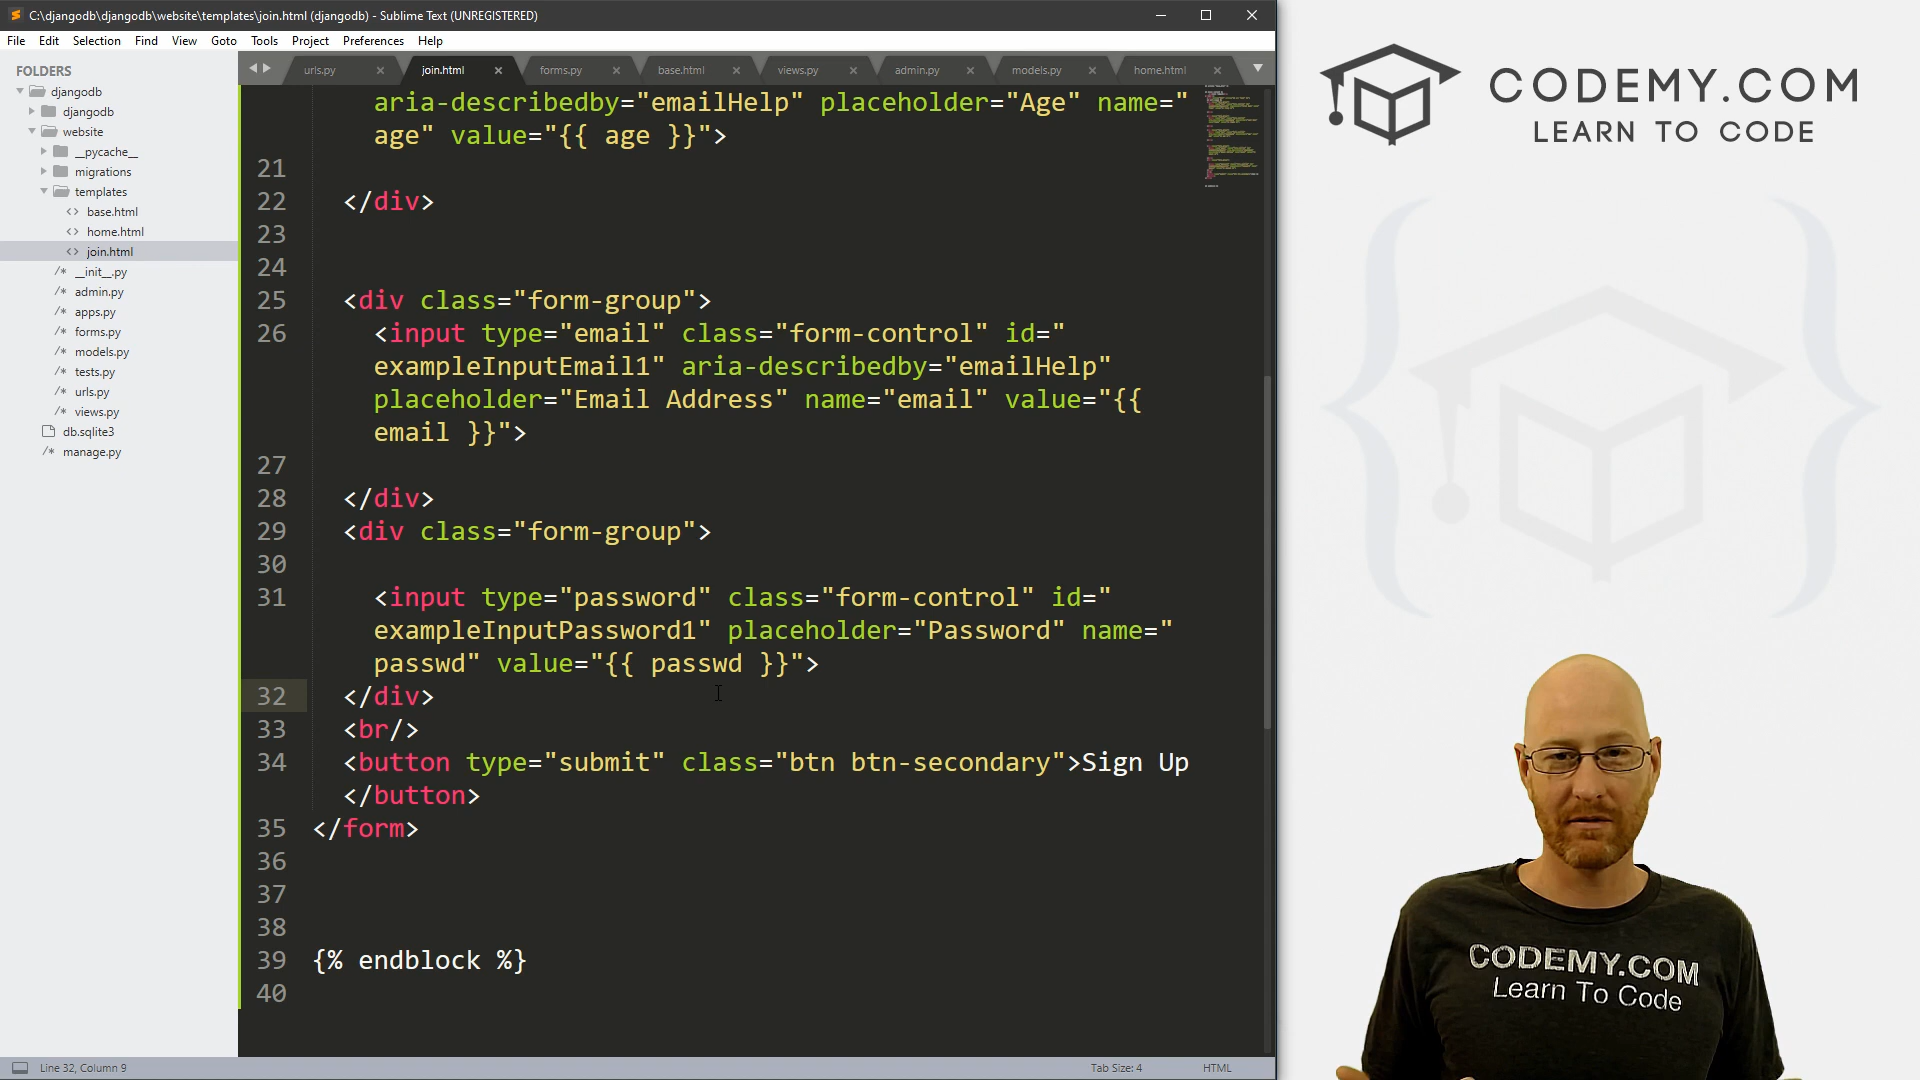 C:\djangodb\djangodb\website\templates\join.html (djangodb) - Sublime Text (UNREGISTERED)
File Edit Selection Find View Goto Tools Project Preferences Help
FOLDERS
djangodb
djangodb
website
__pycache__
migrations
templates
base.html
home.html
join.html
__init__.py
admin.py
apps.py
forms.py
models.py
tests.py
urls.py
views.py
db.sqlite3
manage.py
urls.py join.html forms.py base.html views.py admin.py models.py home.html
aria-describedby="emailHelp" placeholder="Age" name="
age" value="{{ age }}">
21
22 </div>
23
24
25 <div class="form-group">
26 <input type="email" class="form-control" id="
exampleInputEmail1" aria-describedby="emailHelp"
placeholder="Email Address" name="email" value="{{
email }}">
27
28 </div>
29 <div class="form-group">
30
31 <input type="password" class="form-control" id="
exampleInputPassword1" placeholder="Password" name="
passwd" value="{{ passwd }}">
32 </div>
33 <br/>
34 <button type="submit" class="btn btn-secondary">Sign Up
</button>
35 </form>
36
37
38
39 {% endblock %}
40
Line 32, Column 9
Tab Size: 4
HTML
CODEMY.COM
LEARN TO CODE
CODEMY.COM
Learn To Code